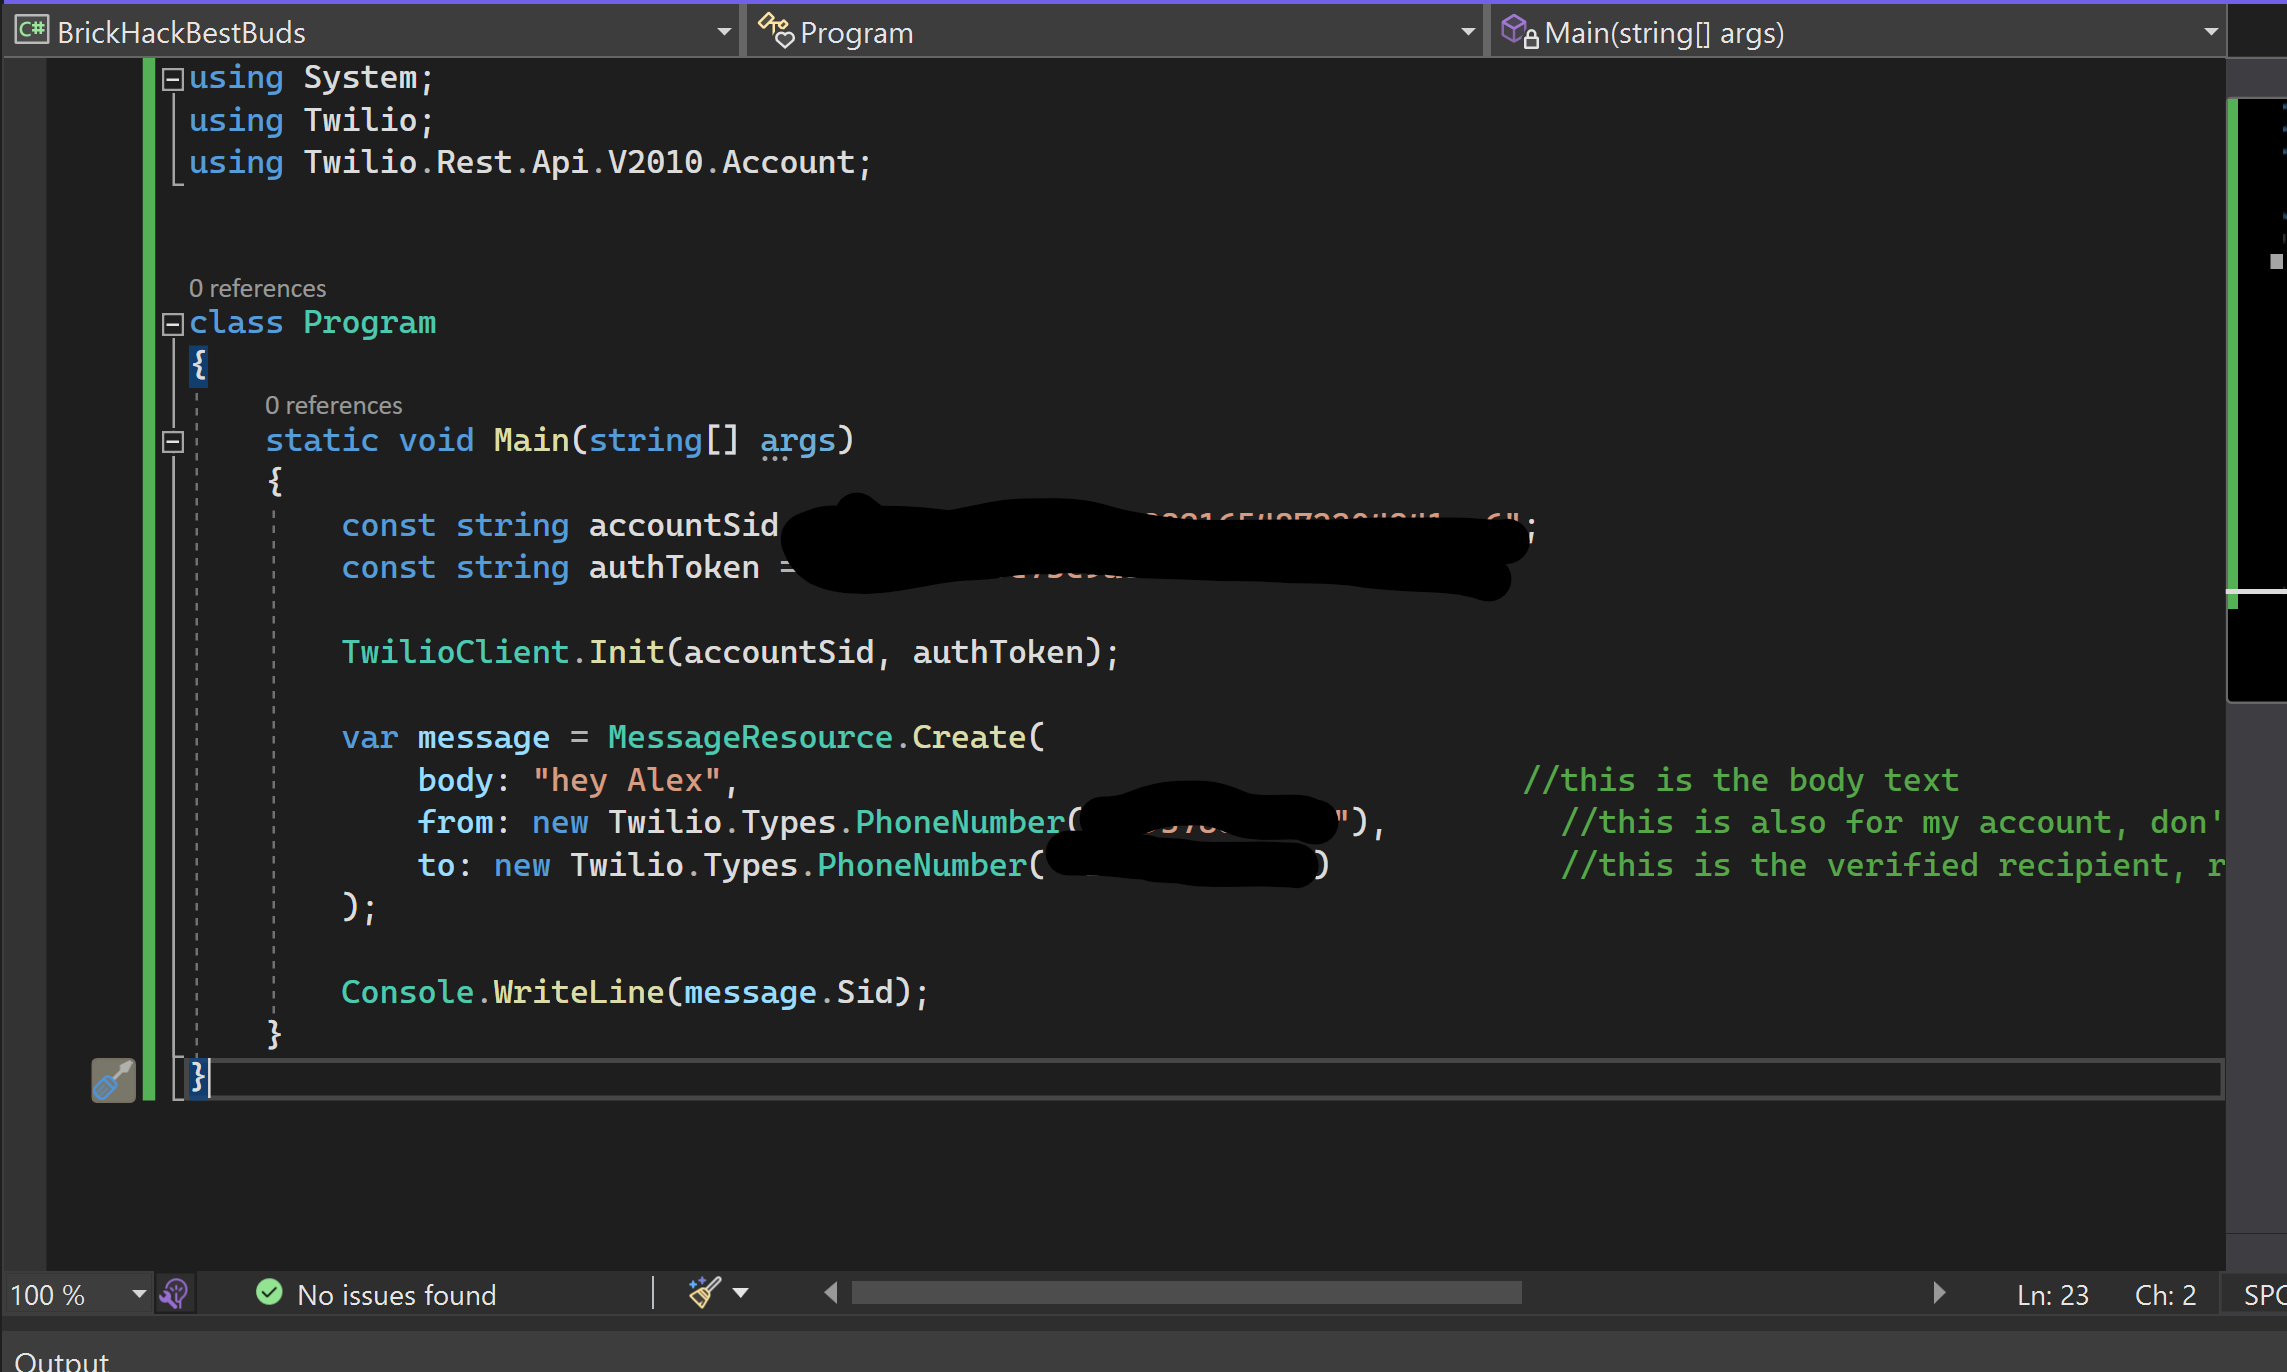 BrickHackBestBuds Program Main(string[] args)
using System;
using Twilio;
using Twilio.Rest.Api.V2010.Account;
0 references
class Program
{
0 references
static void Main(string[] args)
{
const string accountSid ;
const string authToken =
TwilioClient.Init(accountSid, authToken);
var message = MessageResource.Create(
body: "hey Alex", //this is the body text
from: new Twilio.Types.PhoneNumber( "), //this is also for my account, don'
to: new Twilio.Types.PhoneNumber( ) //this is the verified recipient, r
);
Console.WriteLine(message.Sid);
}
}
100 % No issues found Ln: 23 Ch: 2 SPC
Output